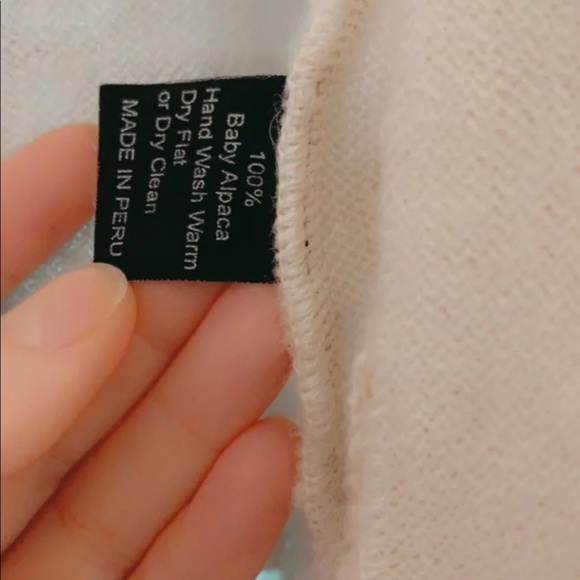 100%
Baby Alpaca
Hand Wash Warm
Dry Flat
or Dry Clean
MADE IN PERU